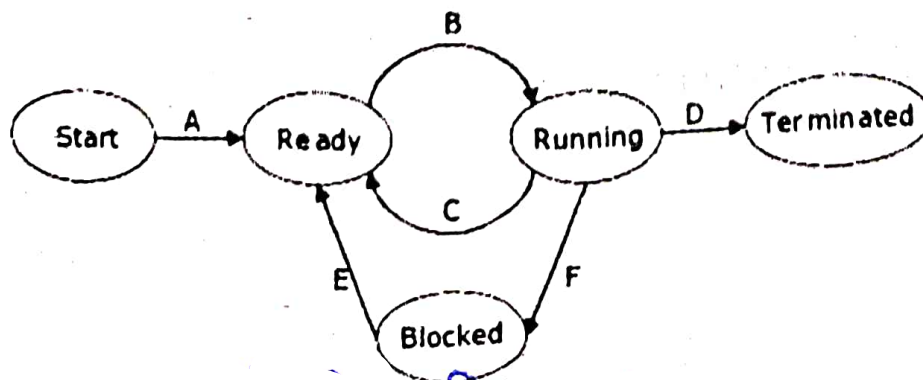 B
Start
A
Ready
Running
D
Terminated
C
E
F
Blocked